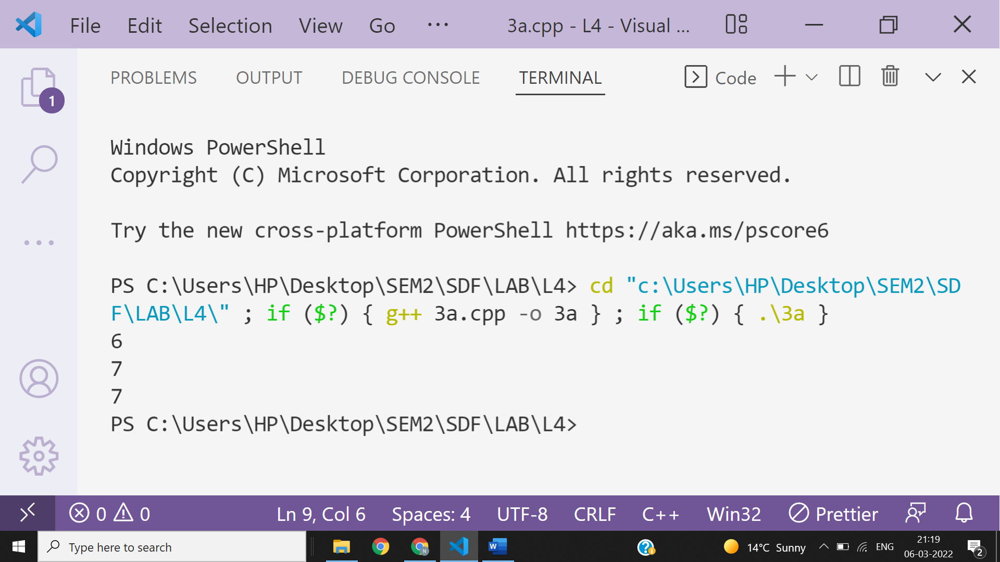 File Edit Selection View Go ... 3a.cpp - L4 - Visual ...
PROBLEMS OUTPUT DEBUG CONSOLE TERMINAL Code
1
Windows PowerShell
Copyright (C) Microsoft Corporation. All rights reserved.
Try the new cross-platform PowerShell https://aka.ms/pscore6
PS C:\Users\HP\Desktop\SEM2\SDF\LAB\L4> cd "c:\Users\HP\Desktop\SEM2\SD
F\LAB\L4\" ; if ($?) { g++ 3a.cpp -o 3a } ; if ($?) { .\3a }
6
7
7
PS C:\Users\HP\Desktop\SEM2\SDF\LAB\L4>
0 0 Ln 9, Col 6 Spaces: 4 UTF-8 CRLF C++ Win32 Prettier
Type here to search N W 14°C Sunny ENG 21:19
06-03-2022 2